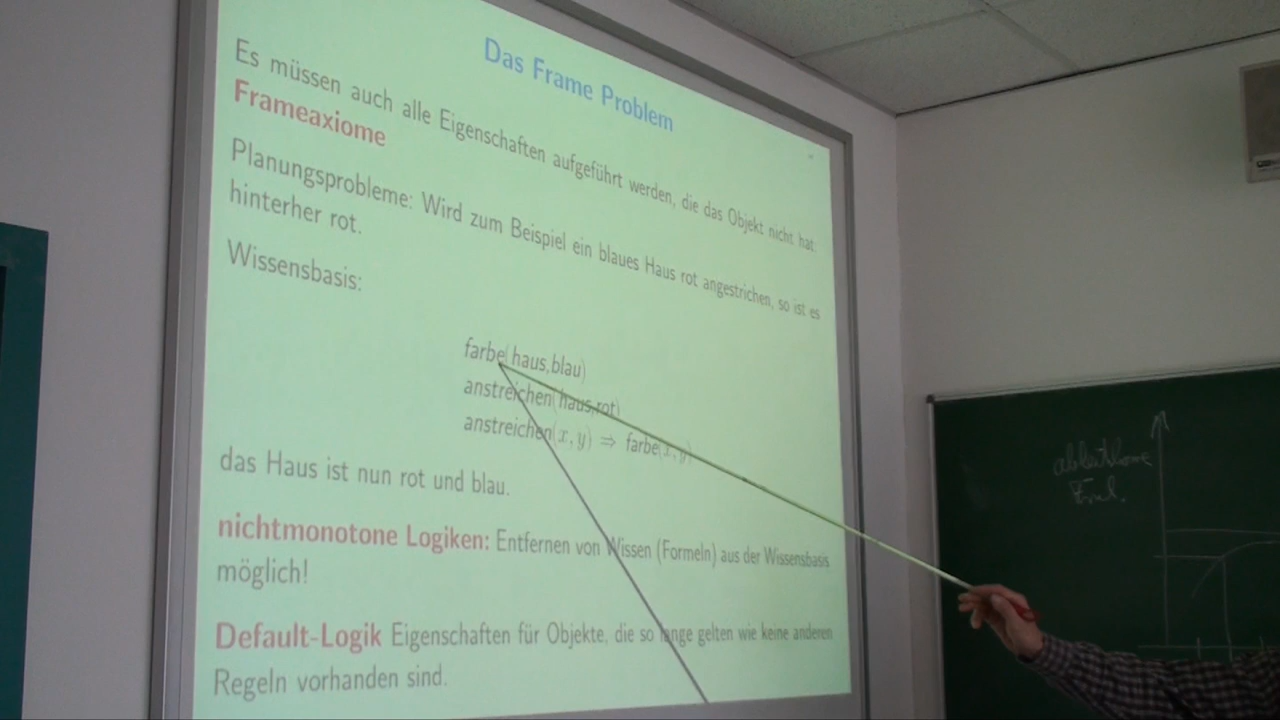 Das Frame Problem
Es müssen auch alle Eigenschaften aufgeführt werden, die das Objekt nicht hat:
Frameaxiome
Planungsprobleme: Wird zum Beispiel ein blaues Haus rot angestrichen, so ist es
hinterher rot.
Wissensbasis:
farbe(haus,blau)
anstreichen(haus,rot)
anstreichen(x, y) ⇒ farbe(x, y)
das Haus ist nun rot und blau.
nichtmonotone Logiken: Entfernen von Wissen (Formeln) aus der Wissensbasis
möglich!
Default-Logik Eigenschaften für Objekte, die so lange gelten wie keine anderen
Regeln vorhanden sind.
ableitbare